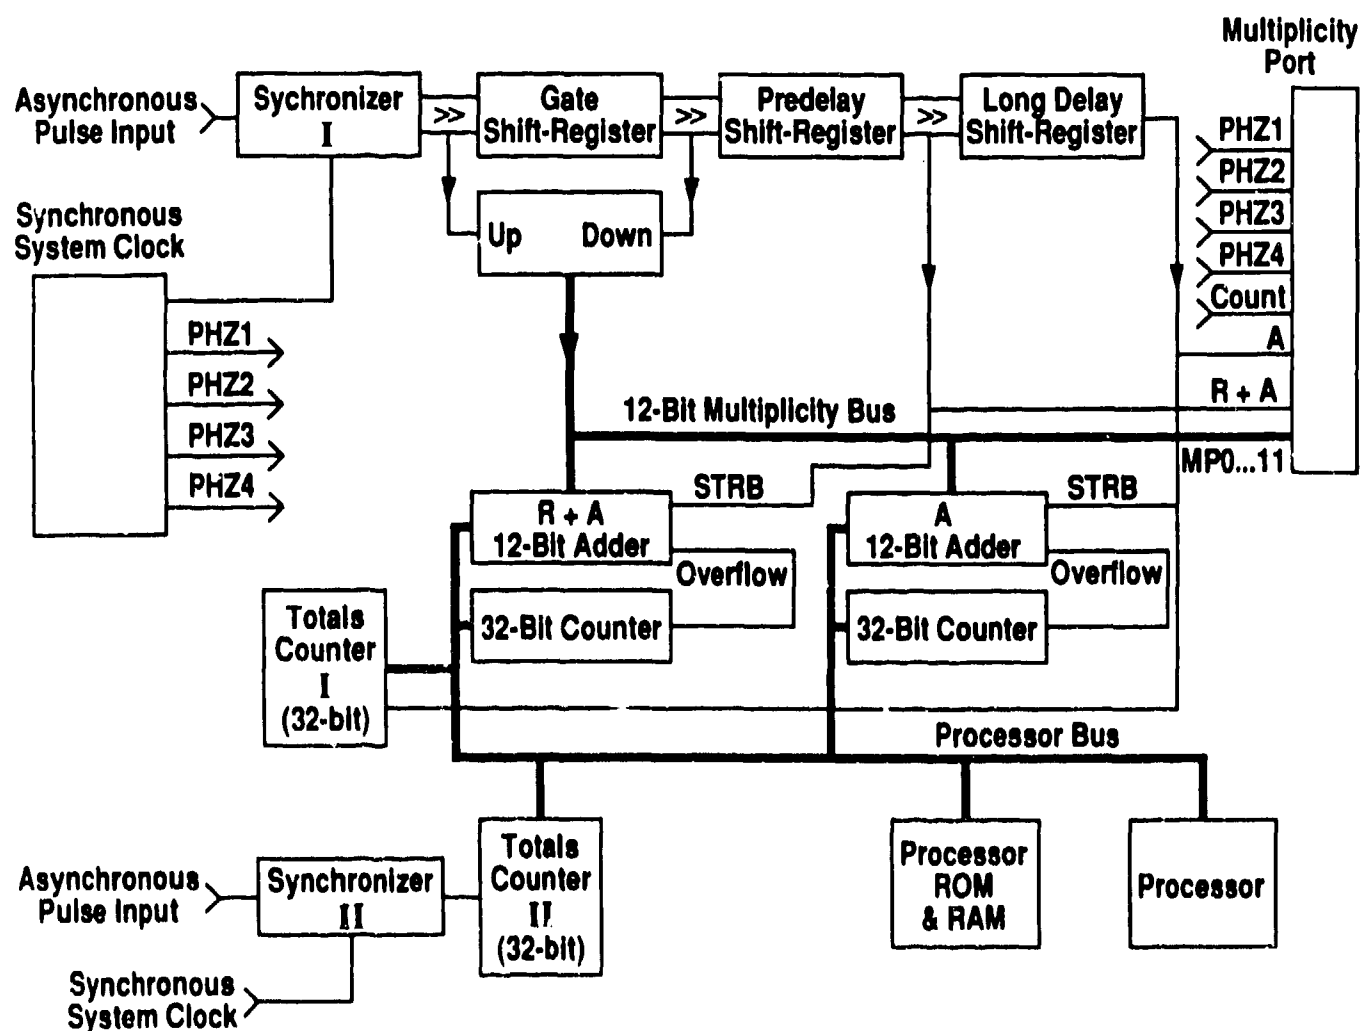 Multiplicity
Port
Asynchronous
Pulse Input
Sychronizer
I
>>
Gate
Shift-Register
>>
Predelay
Shift-Register
>>
Long Delay
Shift-Register
PHZ1
PHZ2
PHZ3
PHZ4
Count
A
R + A
MP0...11
Synchronous
System Clock
PHZ1
PHZ2
PHZ3
PHZ4
Up
Down
12-Bit Multiplicity Bus
STRB
STRB
R + A
12-Bit Adder
A
12-Bit Adder
Overflow
Overflow
32-Bit Counter
32-Bit Counter
Totals
Counter
I
(32-bit)
Processor Bus
Totals
Counter
II
(32-bit)
Processor
ROM
& RAM
Processor
Asynchronous
Pulse Input
Synchronizer
II
Synchronous
System Clock